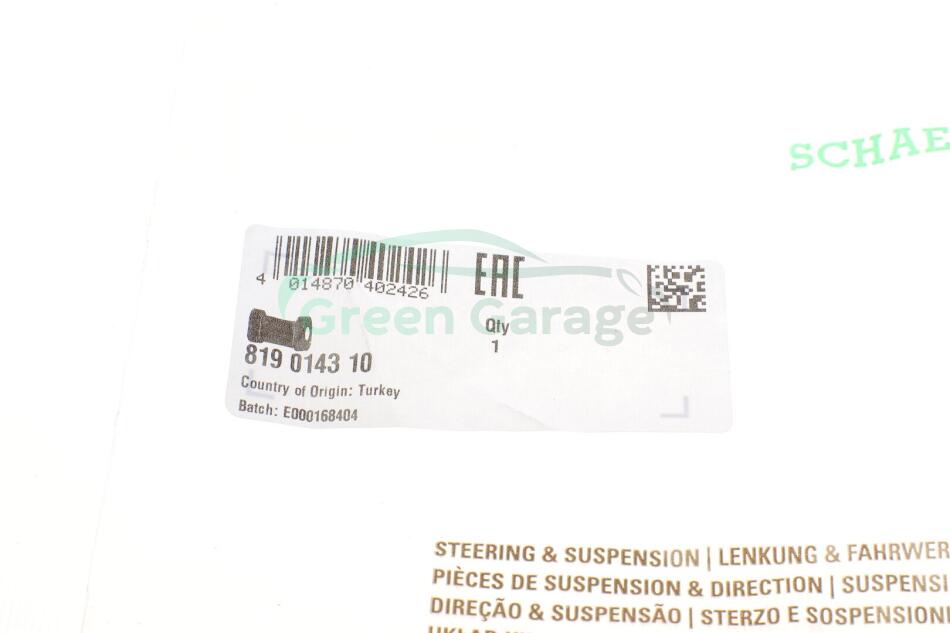 SCHAE
4 014870 402426
EAC
Green Garage
Qty
1
819 0143 10
Country of Origin: Turkey
Batch: E000168404
STEERING & SUSPENSION | LENKUNG & FAHRWER
PIÈCES DE SUSPENSION & DIRECTION | SUSPENSI
DIREÇÃO & SUSPENSÃO | STERZO E SOSPENSIONI